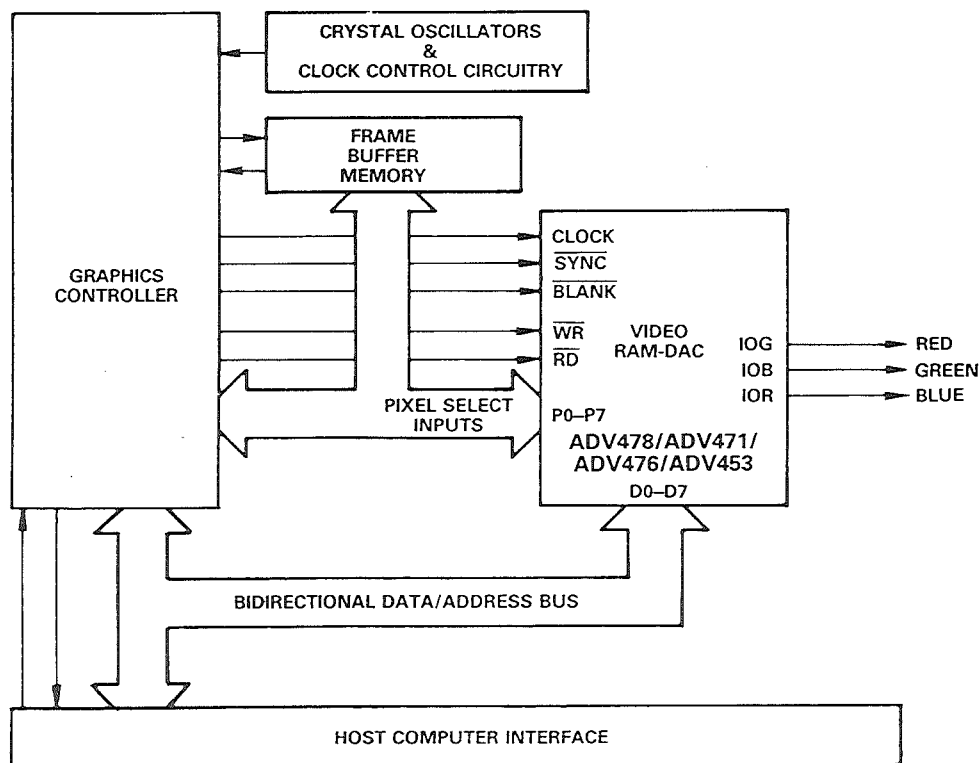 CRYSTAL OSCILLATORS
&
CLOCK CONTROL CIRCUITRY
FRAME
BUFFER
MEMORY
GRAPHICS
CONTROLLER
CLOCK
SYNC
BLANK
WR
RD
VIDEO
RAM-DAC
IOG
IOB
IOR
RED
GREEN
BLUE
PIXEL SELECT
INPUTS
P0–P7
ADV478/ADV471/
ADV476/ADV453
D0–D7
BIDIRECTIONAL DATA/ADDRESS BUS
HOST COMPUTER INTERFACE